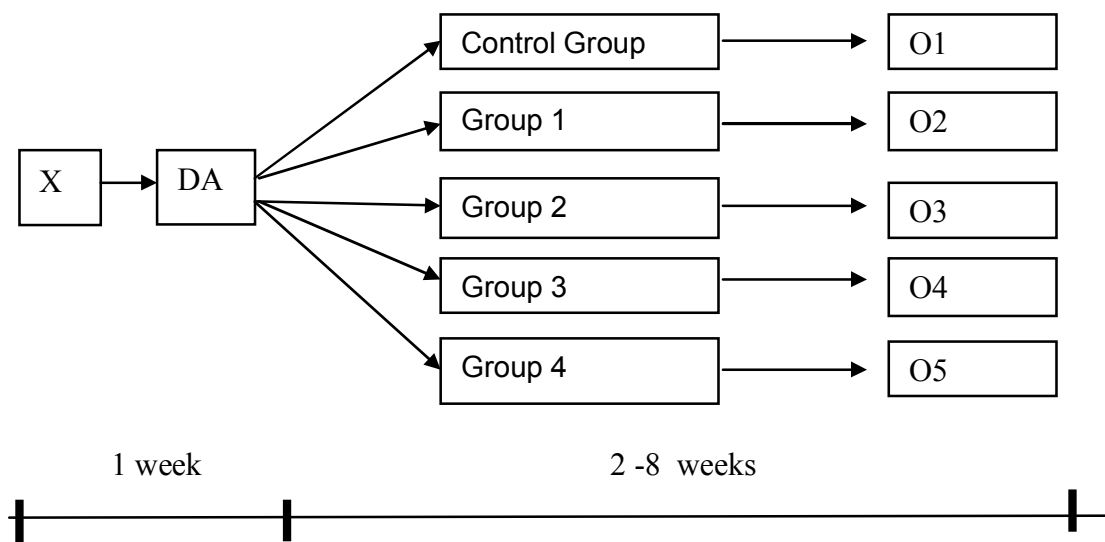 Control Group
O1
Group 1
O2
X
DA
Group 2
O3
Group 3
O4
Group 4
O5
1 week
2 -8 weeks